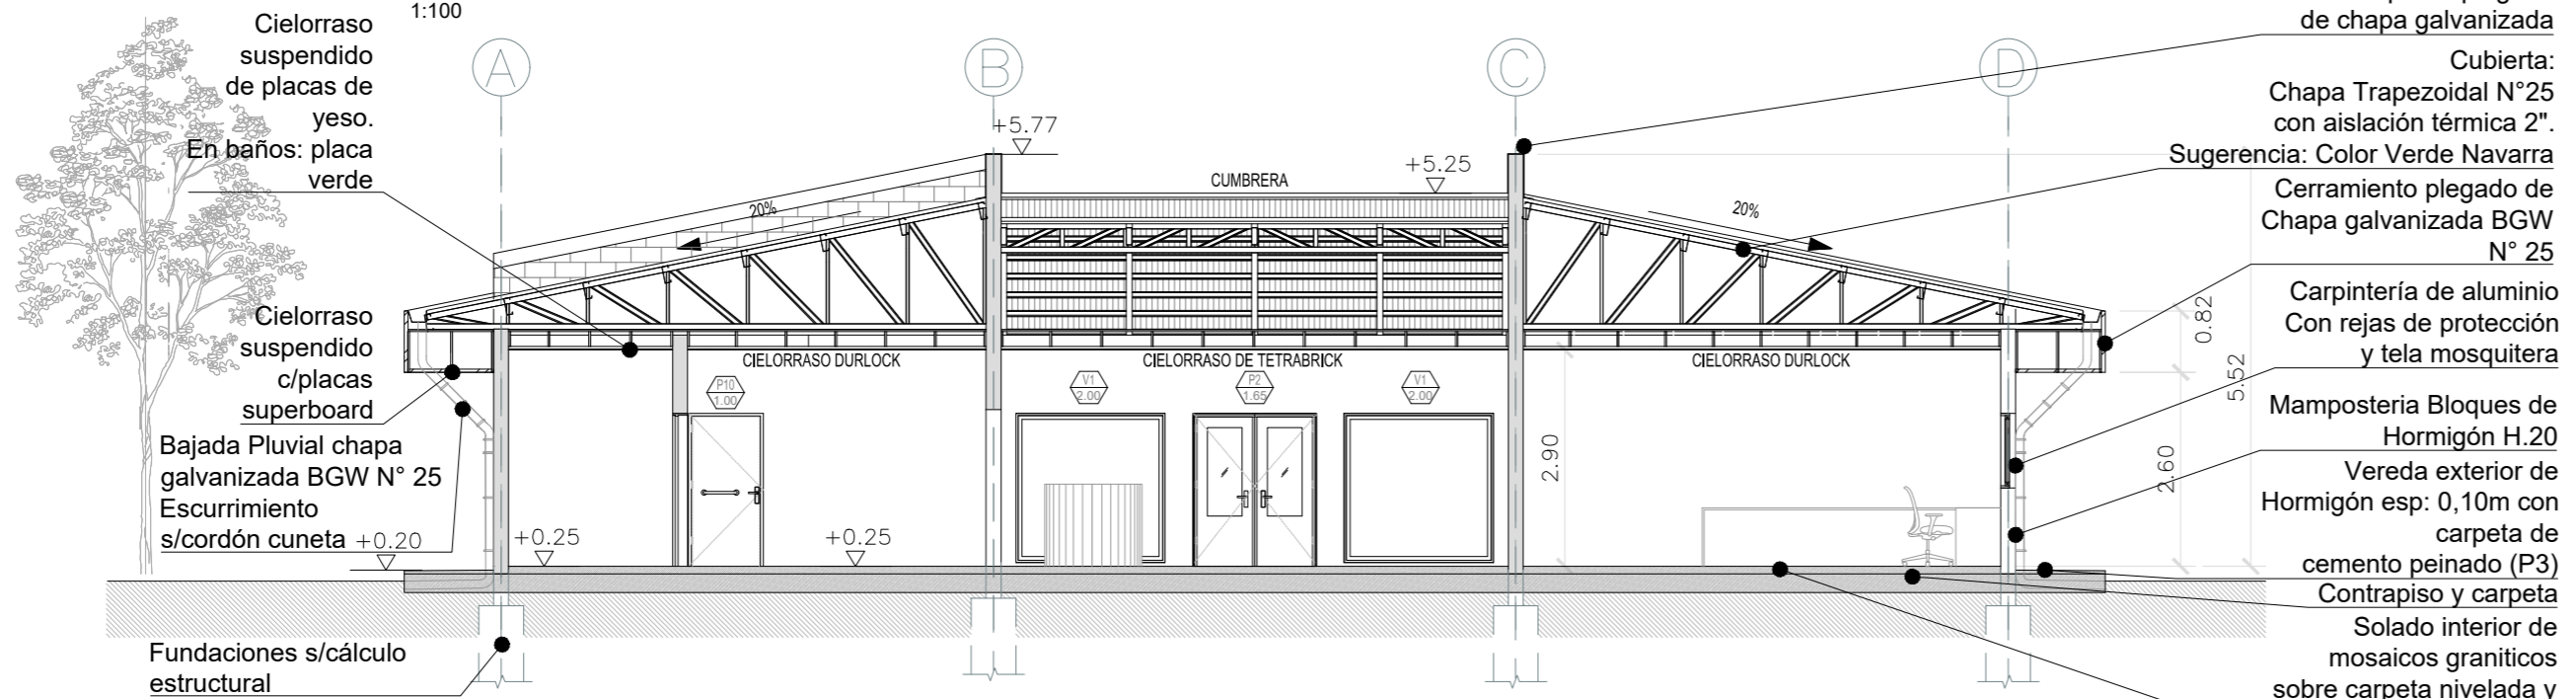 1:100
Cielorraso
suspendido
de placas de
yeso.
En baños: placa
verde
Cielorraso
suspendido
c/placas
superboard
Bajada Pluvial chapa
galvanizada BGW N° 25
Escurrimiento
s/cordón cuneta
+0.20
Fundaciones s/cálculo
estructural
A
B
C
D
+5.77
+5.25
CUMBRERA
20%
20%
CIELORRASO DURLOCK
CIELORRASO DE TETRABRICK
CIELORRASO DURLOCK
P10
1.00
V1
2.00
P2
1.65
V1
2.00
+0.25
+0.25
2.90
0.82
5.52
2.60
de chapa galvanizada
Cubierta:
Chapa Trapezoidal N°25
con aislación térmica 2".
Sugerencia: Color Verde Navarra
Cerramiento plegado de
Chapa galvanizada BGW
N° 25
Carpintería de aluminio
Con rejas de protección
y tela mosquitera
Mamposteria Bloques de
Hormigón H.20
Vereda exterior de
Hormigón esp: 0,10m con
carpeta de
cemento peinado (P3)
Contrapiso y carpeta
Solado interior de
mosaicos graniticos
sobre carpeta nivelada y